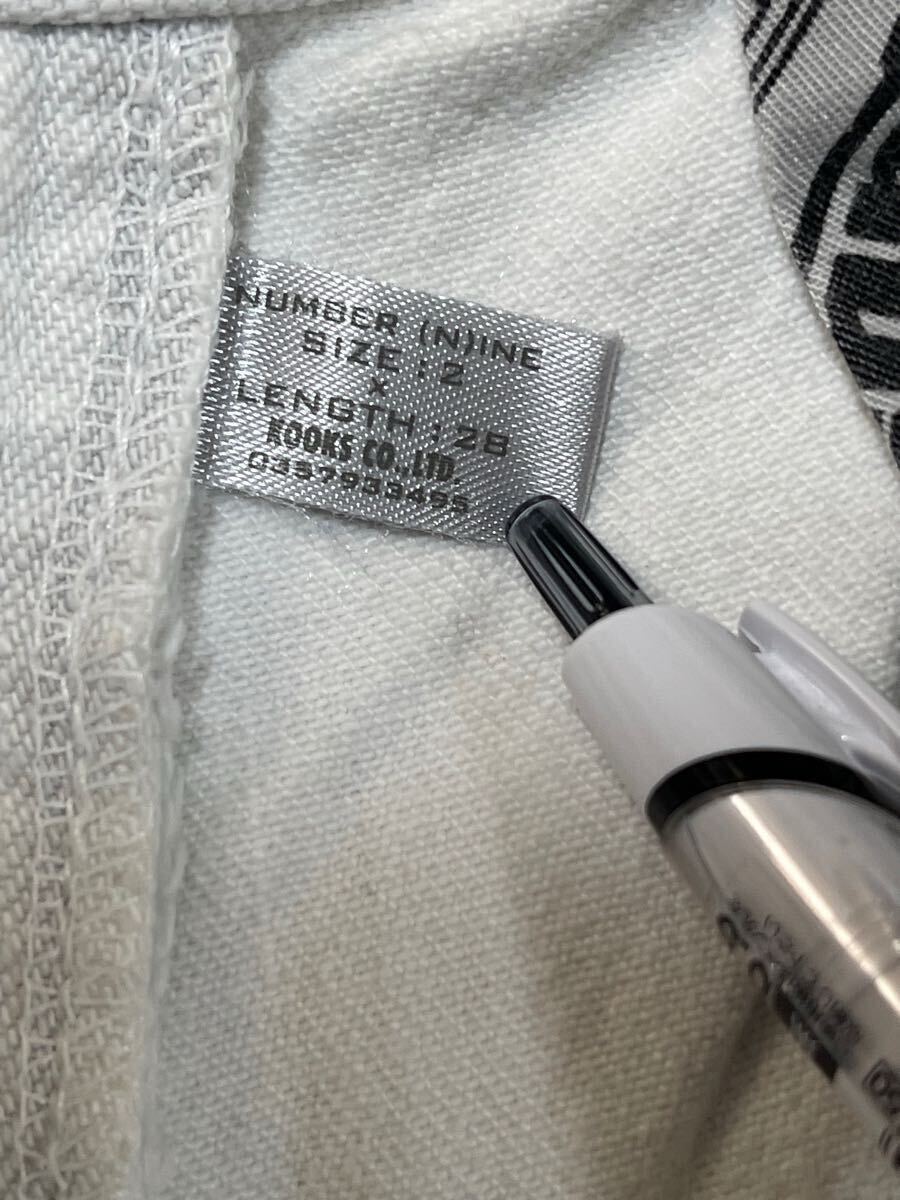 NUMBER (N)INE
SIZE : 2
X
LENGTH : 28
KOOKS CO.,LTD.
0357933495